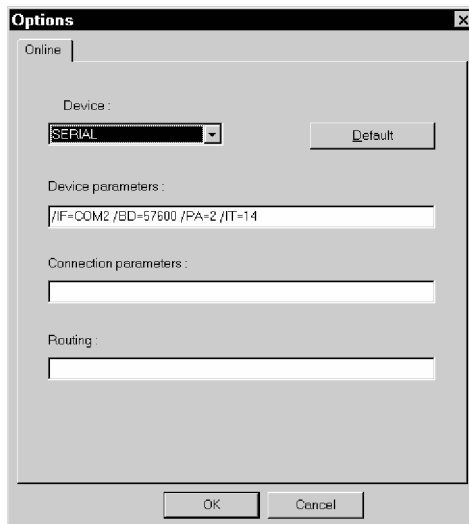 Options
Online
Device :
SERIAL
Default
Device parameters :
/IF=COM2 /BD=57600 /PA=2 /IT=14
Connection parameters :
Routing :
OK
Cancel